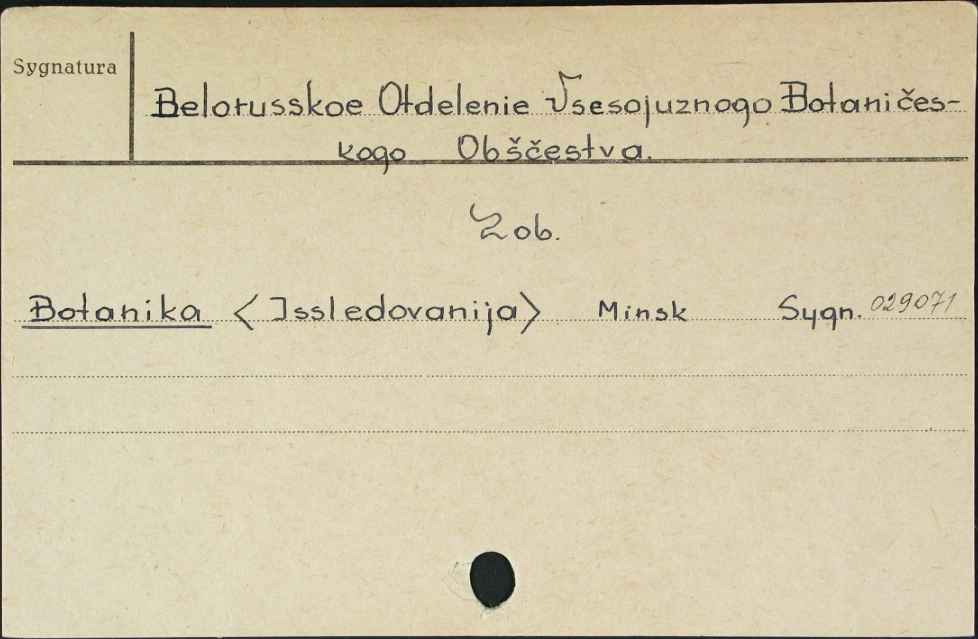 Sygnatura
Belorusskoe Otdelenie Vsesojuznogo Botaničes-
kogo Obščestva.
Zob.
Botanika <Issledovanija> Minsk Sygn. 029071